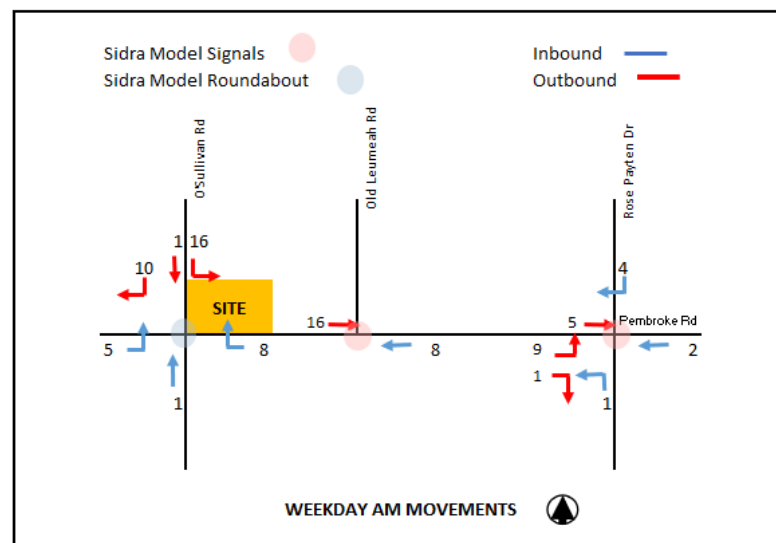 Sidra Model Signals
Inbound
Sidra Model Roundabout
Outbound
O'Sullivan Rd
Old Leumeah Rd
Rose Payten Dr
1 16
10
4
SITE
16
5
Pembroke Rd
5
8
8
9
2
1
1
1
WEEKDAY AM MOVEMENTS